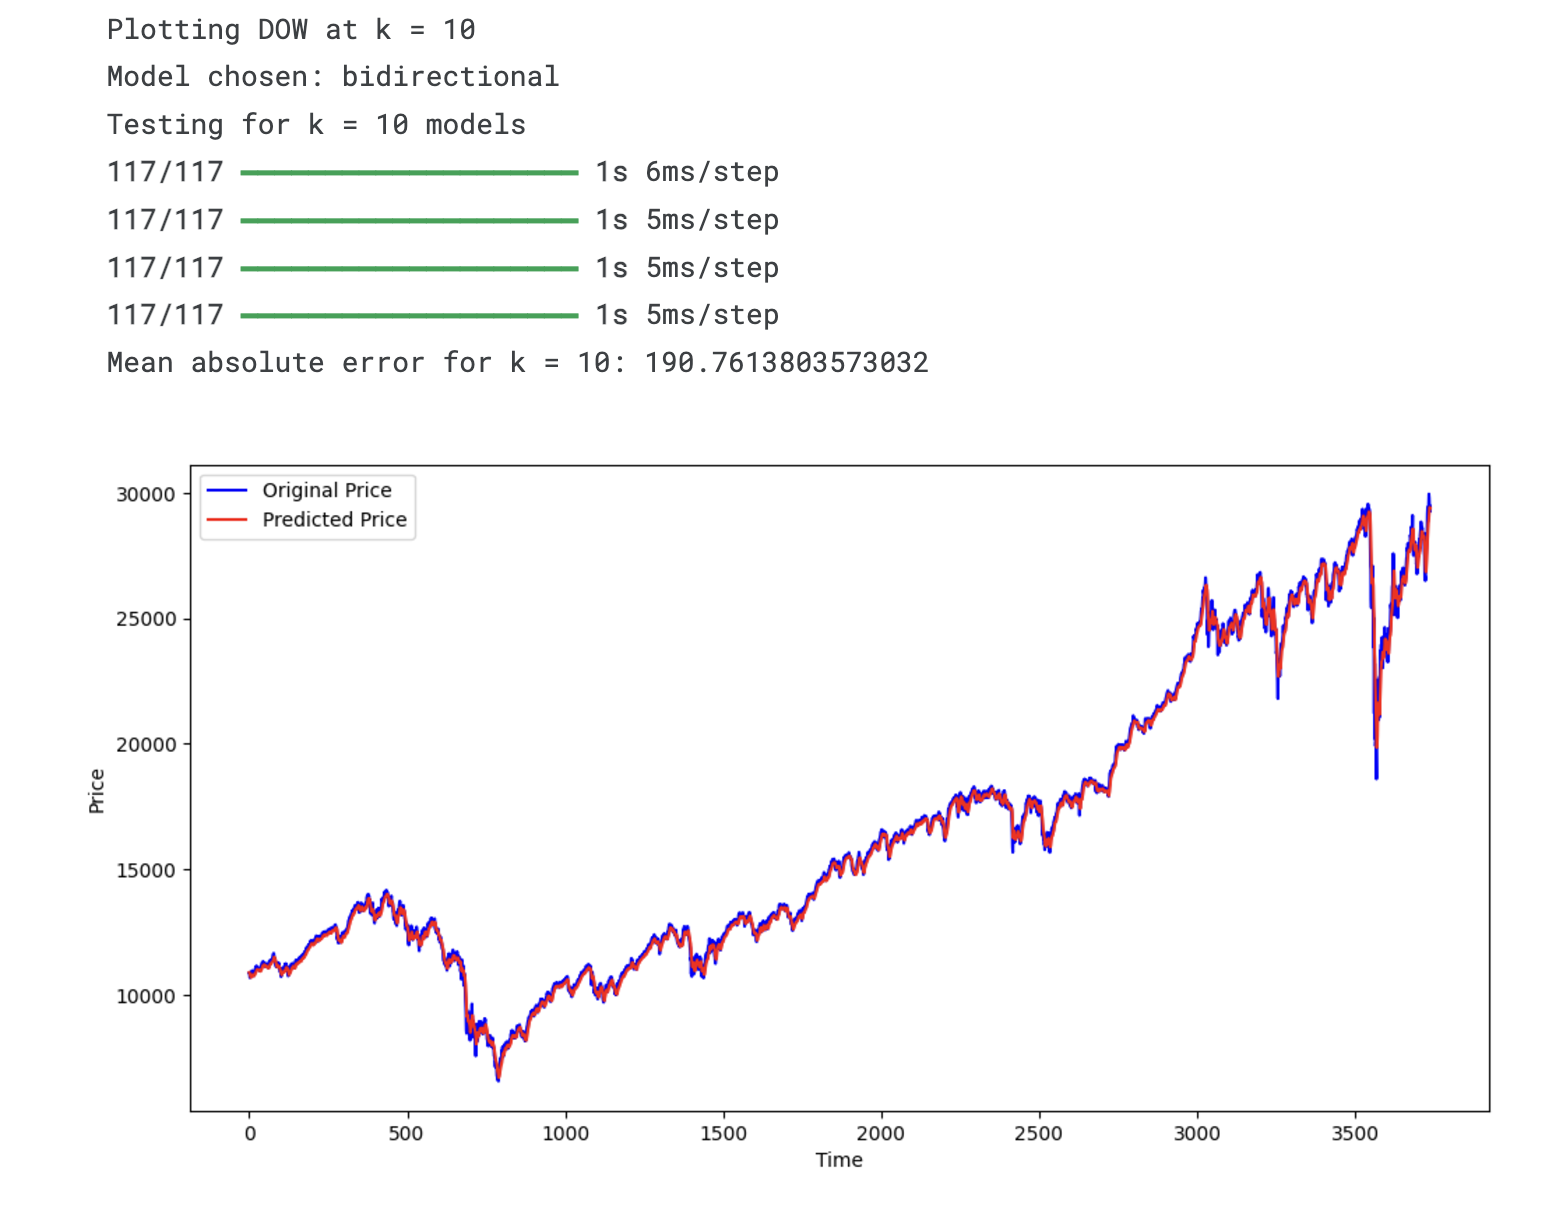 Plotting DOW at k = 10
Model chosen: bidirectional
Testing for k = 10 models
117/117 ━━━━━━━━━━━━━━━━━━━━ 1s 6ms/step
117/117 ━━━━━━━━━━━━━━━━━━━━ 1s 5ms/step
117/117 ━━━━━━━━━━━━━━━━━━━━ 1s 5ms/step
117/117 ━━━━━━━━━━━━━━━━━━━━ 1s 5ms/step
Mean absolute error for k = 10: 190.7613803573032
Original Price
Predicted Price
30000
25000
20000
15000
10000
Price
0 500 1000 1500 2000 2500 3000 3500
Time